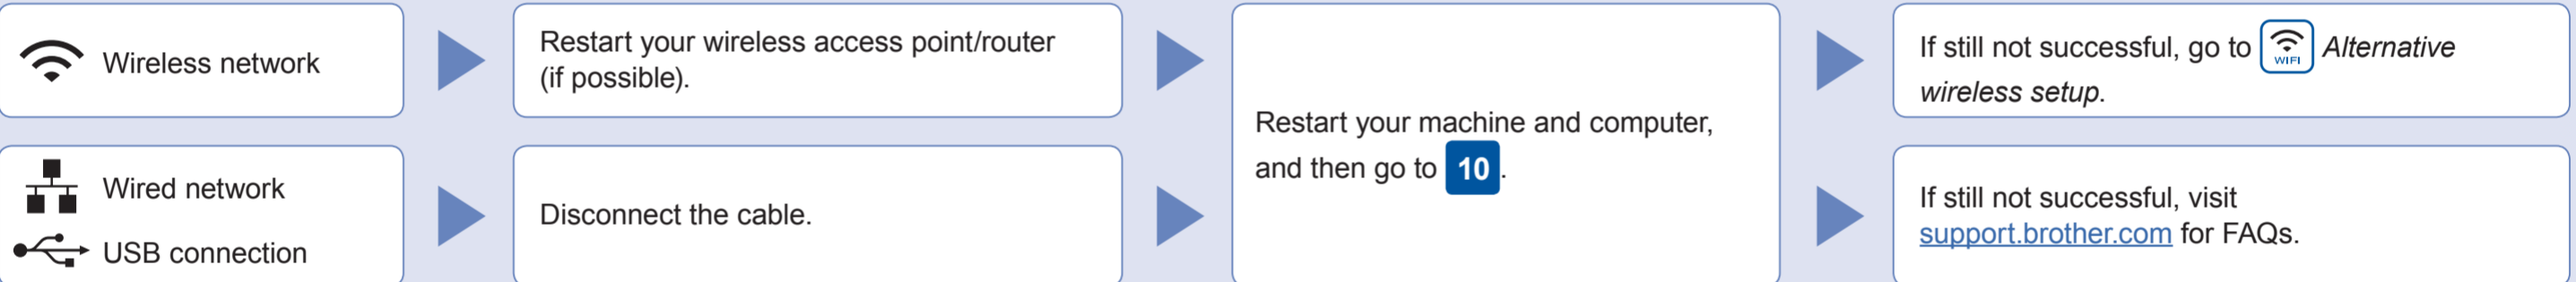 Wireless network
Restart your wireless access point/router
(if possible).
Restart your machine and computer,
and then go to 10.
If still not successful, go to WIFI Alternative
wireless setup.
Wired network
USB connection
Disconnect the cable.
If still not successful, visit
support.brother.com for FAQs.